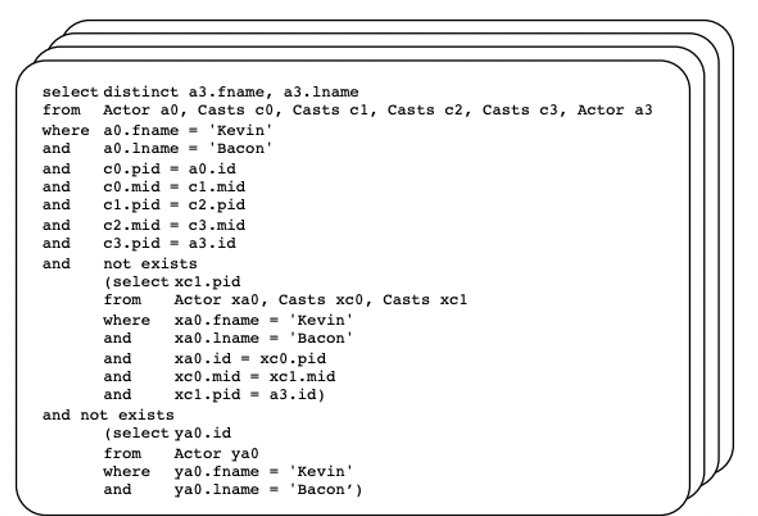 select distinct a3.fname, a3.lname
from Actor a0, Casts c0, Casts c1, Casts c2, Casts c3, Actor a3
where a0.fname = 'Kevin'
and a0.lname = 'Bacon'
and c0.pid = a0.id
and c0.mid = c1.mid
and c1.pid = c2.pid
and c2.mid = c3.mid
and c3.pid = a3.id
and not exists
(select xc1.pid
from Actor xa0, Casts xc0, Casts xc1
where xa0.fname = 'Kevin'
and xa0.lname = 'Bacon'
and xa0.id = xc0.pid
and xc0.mid = xc1.mid
and xc1.pid = a3.id)
and not exists
(select ya0.id
from Actor ya0
where ya0.fname = 'Kevin'
and ya0.lname = 'Bacon’)